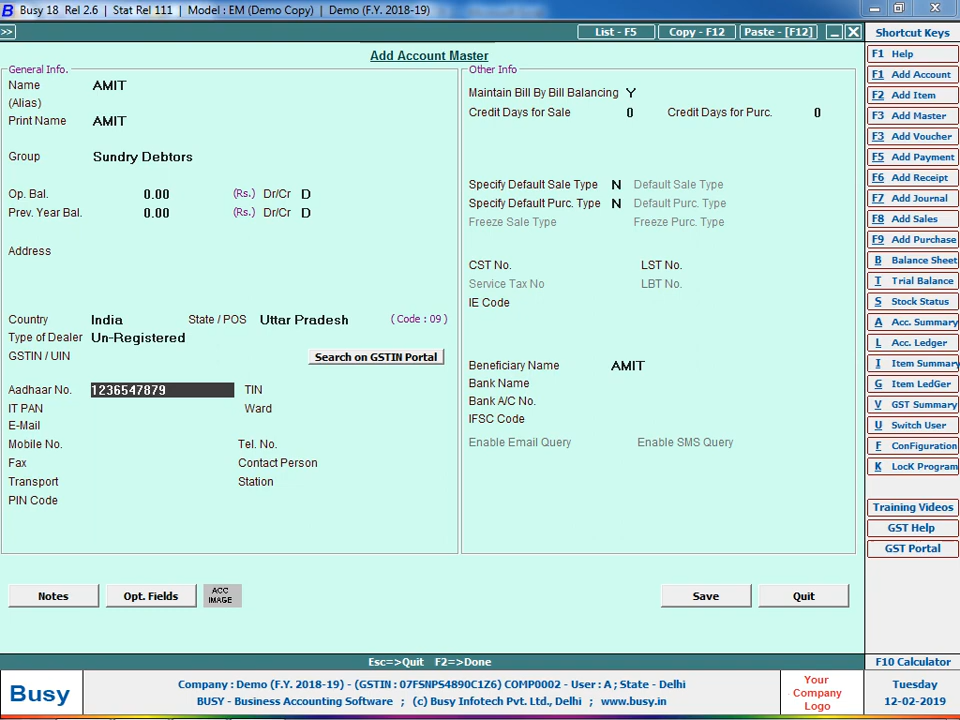 Busy 18 Rel 2.6 | Stat Rel 111 | Model : EM (Demo Copy) | Demo (F.Y. 2018-19)
>> List - F5 Copy - F12 Paste - [F12]
Add Account Master
General Info.
Name AMIT
(Alias)
Print Name AMIT
Group Sundry Debtors
Op. Bal. 0.00 (Rs.) Dr/Cr D
Prev. Year Bal. 0.00 (Rs.) Dr/Cr D
Address
Country India State / POS Uttar Pradesh (Code : 09)
Type of Dealer Un-Registered
GSTIN / UIN Search on GSTIN Portal
Aadhaar No. 1236547879 TIN
IT PAN Ward
E-Mail
Mobile No. Tel. No.
Fax Contact Person
Transport Station
PIN Code
Other Info
Maintain Bill By Bill Balancing Y
Credit Days for Sale 0 Credit Days for Purc. 0
Specify Default Sale Type N Default Sale Type
Specify Default Purc. Type N Default Purc. Type
Freeze Sale Type Freeze Purc. Type
CST No. LST No.
Service Tax No LBT No.
IE Code
Beneficiary Name AMIT
Bank Name
Bank A/C No.
IFSC Code
Enable Email Query Enable SMS Query
Notes Opt. Fields ACC IMAGE Save Quit
Esc=>Quit F2=>Done
Shortcut Keys
F1 Help
F1 Add Account
F2 Add Item
F3 Add Master
F3 Add Voucher
F5 Add Payment
F6 Add Receipt
F7 Add Journal
F8 Add Sales
F9 Add Purchase
B Balance Sheet
T Trial Balance
S Stock Status
A Acc. Summary
L Acc. Ledger
I Item Summary
G Item LedGer
V GST Summary
U Switch User
F ConFiguration
K LocK Program
Training Videos
GST Help
GST Portal
F10 Calculator
Busy
Company : Demo (F.Y. 2018-19) - (GSTIN : 07FSNPS4890C1Z6) COMP0002 - User : A ; State - Delhi
BUSY - Business Accounting Software ; (c) Busy Infotech Pvt. Ltd., Delhi ; www.busy.in
Your
Company
Logo
Tuesday
12-02-2019